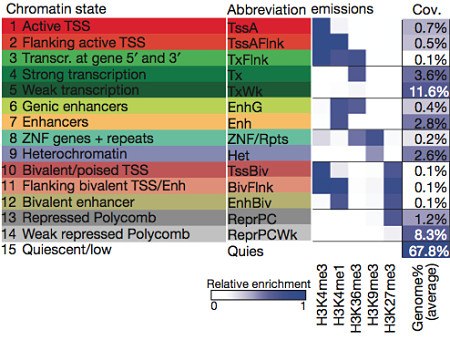 Chromatin state Abbreviation emissions Cov.
1 Active TSS TssA 0.7%
2 Flanking active TSS TssAFlnk 0.5%
3 Transcr. at gene 5′ and 3′ TxFlnk 0.1%
4 Strong transcription Tx 3.6%
5 Weak transcription TxWk 11.6%
6 Genic enhancers EnhG 0.4%
7 Enhancers Enh 2.8%
8 ZNF genes + repeats ZNF/Rpts 0.2%
9 Heterochromatin Het 2.6%
10 Bivalent/poised TSS TssBiv 0.1%
11 Flanking bivalent TSS/Enh BivFlnk 0.1%
12 Bivalent enhancer EnhBiv 0.1%
13 Repressed Polycomb ReprPC 1.2%
14 Weak repressed Polycomb ReprPCWk 8.3%
15 Quiescent/low Quies 67.8%
Relative enrichment
0 1
H3K4me3
H3K4me1
H3K36me3
H3K9me3
H3K27me3
Genome%
(average)